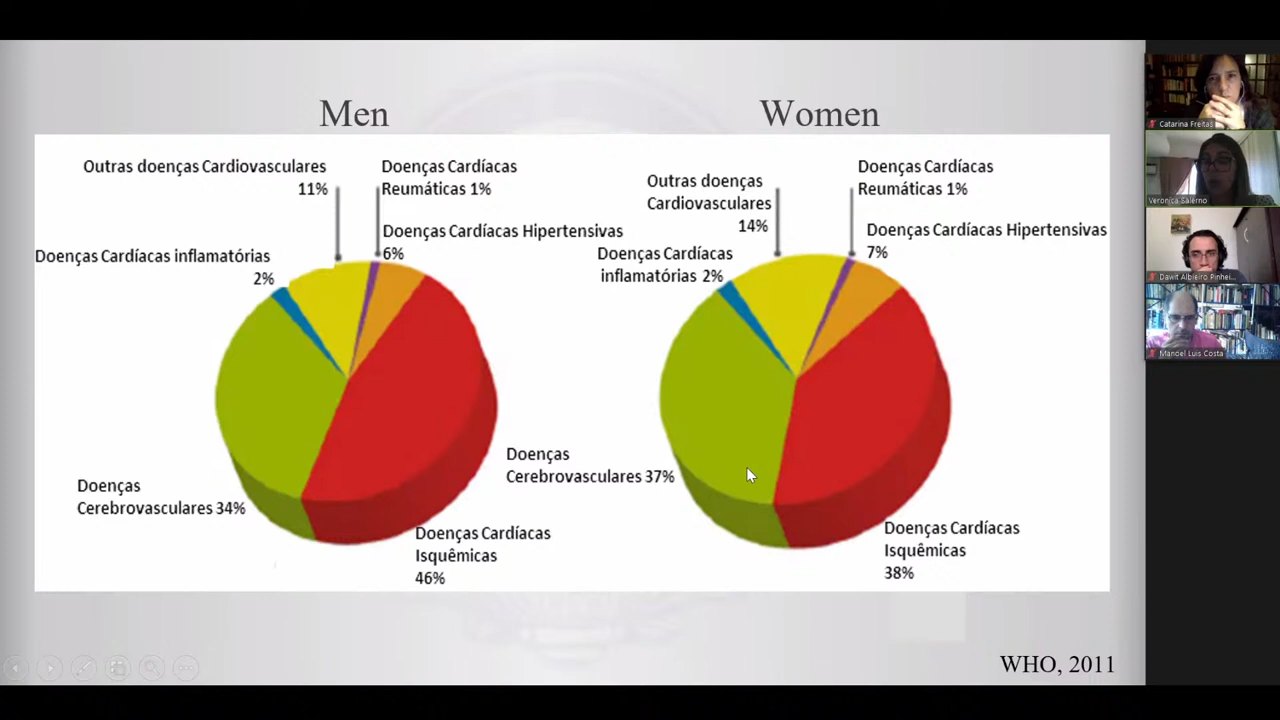 Men
Women
Outras doenças Cardiovasculares
11%
Doenças Cardíacas
Reumáticas 1%
Doenças Cardíacas Hipertensivas
6%
Doenças Cardíacas inflamatórias
2%
Doenças
Cerebrovasculares 34%
Doenças Cardíacas
Isquêmicas
46%
Outras doenças
Cardiovasculares
14%
Doenças Cardíacas
Reumáticas 1%
Doenças Cardíacas Hipertensivas
7%
Doenças Cardíacas
inflamatórias 2%
Doenças
Cerebrovasculares 37%
Doenças Cardíacas
Isquêmicas
38%
WHO, 2011
Catarina Freitas
Veronica Salerno
Dawit Albieiro Pinhei...
Manoel Luis Costa